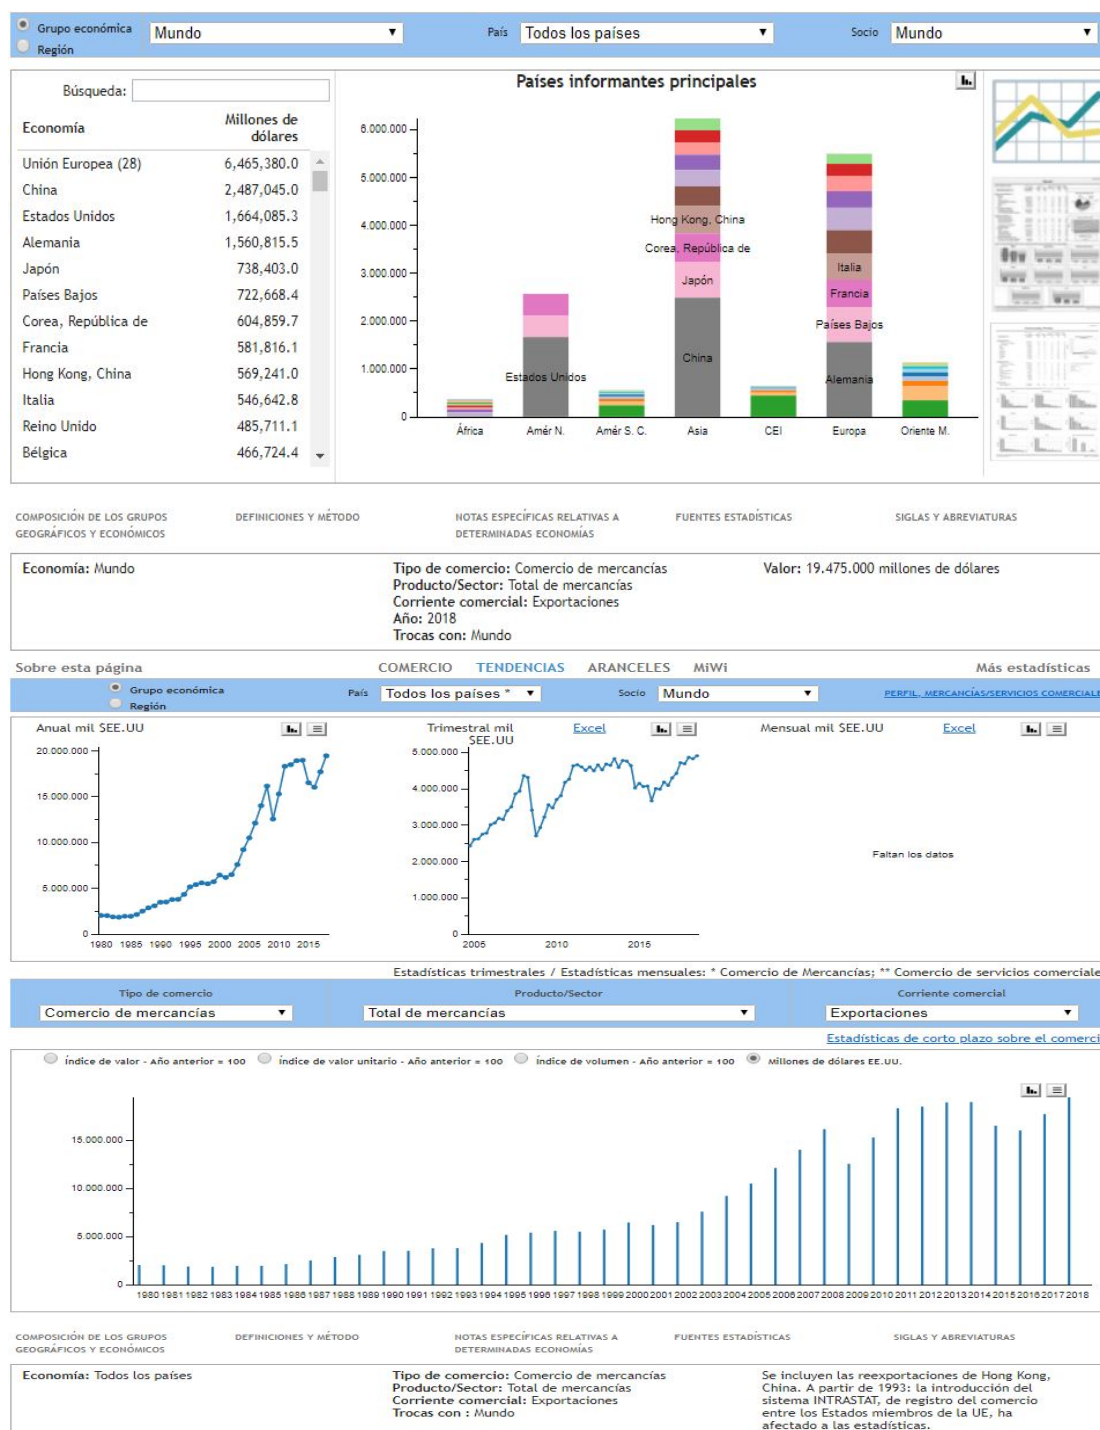 Grupo económica
Región
Mundo
País
Todos los países
Socio
Mundo
Búsqueda:
Economía Millones de dólares
Unión Europea (28) 6,465,380.0
China 2,487,045.0
Estados Unidos 1,664,085.3
Alemania 1,560,815.5
Japón 738,403.0
Países Bajos 722,668.4
Corea, República de 604,859.7
Francia 581,816.1
Hong Kong, China 569,241.0
Italia 546,642.8
Reino Unido 485,711.1
Bélgica 466,724.4
Países informantes principales
6.000.000
5.000.000
4.000.000
3.000.000
2.000.000
1.000.000
0
Estados Unidos
Hong Kong, China
Corea, República de
Japón
China
Italia
Francia
Países Bajos
Alemania
África Amér N. Amér S. C. Asia CEI Europa Oriente M.
COMPOSICIÓN DE LOS GRUPOS
GEOGRÁFICOS Y ECONÓMICOS
DEFINICIONES Y MÉTODO
NOTAS ESPECÍFICAS RELATIVAS A
DETERMINADAS ECONOMÍAS
FUENTES ESTADÍSTICAS
SIGLAS Y ABREVIATURAS
Economía: Mundo
Tipo de comercio: Comercio de mercancías
Producto/Sector: Total de mercancías
Corriente comercial: Exportaciones
Año: 2018
Trocas con: Mundo
Valor: 19.475.000 millones de dólares
Sobre esta página COMERCIO TENDENCIAS ARANCELES MiWi Más estadísticas
Grupo económica
Región
País
Todos los países *
Socio
Mundo
PERFIL, MERCANCÍAS/SERVICIOS COMERCIALE
Anual mil $EE.UU
20.000.000
15.000.000
10.000.000
5.000.000
0
1980 1985 1990 1995 2000 2005 2010 2015
Trimestral mil
$EE.UU
Excel
5.000.000
4.000.000
3.000.000
2.000.000
1.000.000
0
2005 2010 2015
Mensual mil $EE.UU
Excel
Faltan los datos
Estadísticas trimestrales / Estadísticas mensuales: * Comercio de Mercancías; ** Comercio de servicios comerciale
Tipo de comercio Producto/Sector Corriente comercial
Comercio de mercancías Total de mercancías Exportaciones
Estadísticas de corto plazo sobre el comerci
Índice de valor - Año anterior = 100 Índice de valor unitario - Año anterior = 100 Índice de volumen - Año anterior = 100 Millones de dólares EE.UU.
15.000.000
10.000.000
5.000.000
0
1980 1981 1982 1983 1984 1985 1986 1987 1988 1989 1990 1991 1992 1993 1994 1995 1996 1997 1998 1999 2000 2001 2002 2003 2004 2005 2006 2007 2008 2009 2010 2011 2012 2013 2014 2015 2016 2017 2018
COMPOSICIÓN DE LOS GRUPOS
GEOGRÁFICOS Y ECONÓMICOS
DEFINICIONES Y MÉTODO
NOTAS ESPECÍFICAS RELATIVAS A
DETERMINADAS ECONOMÍAS
FUENTES ESTADÍSTICAS
SIGLAS Y ABREVIATURAS
Economía: Todos los países
Tipo de comercio: Comercio de mercancías
Producto/Sector: Total de mercancías
Corriente comercial: Exportaciones
Trocas con : Mundo
Se incluyen las reexportaciones de Hong Kong,
China. A partir de 1993: la introducción del
sistema INTRASTAT, de registro del comercio
entre los Estados miembros de la UE, ha
afectado a las estadísticas.